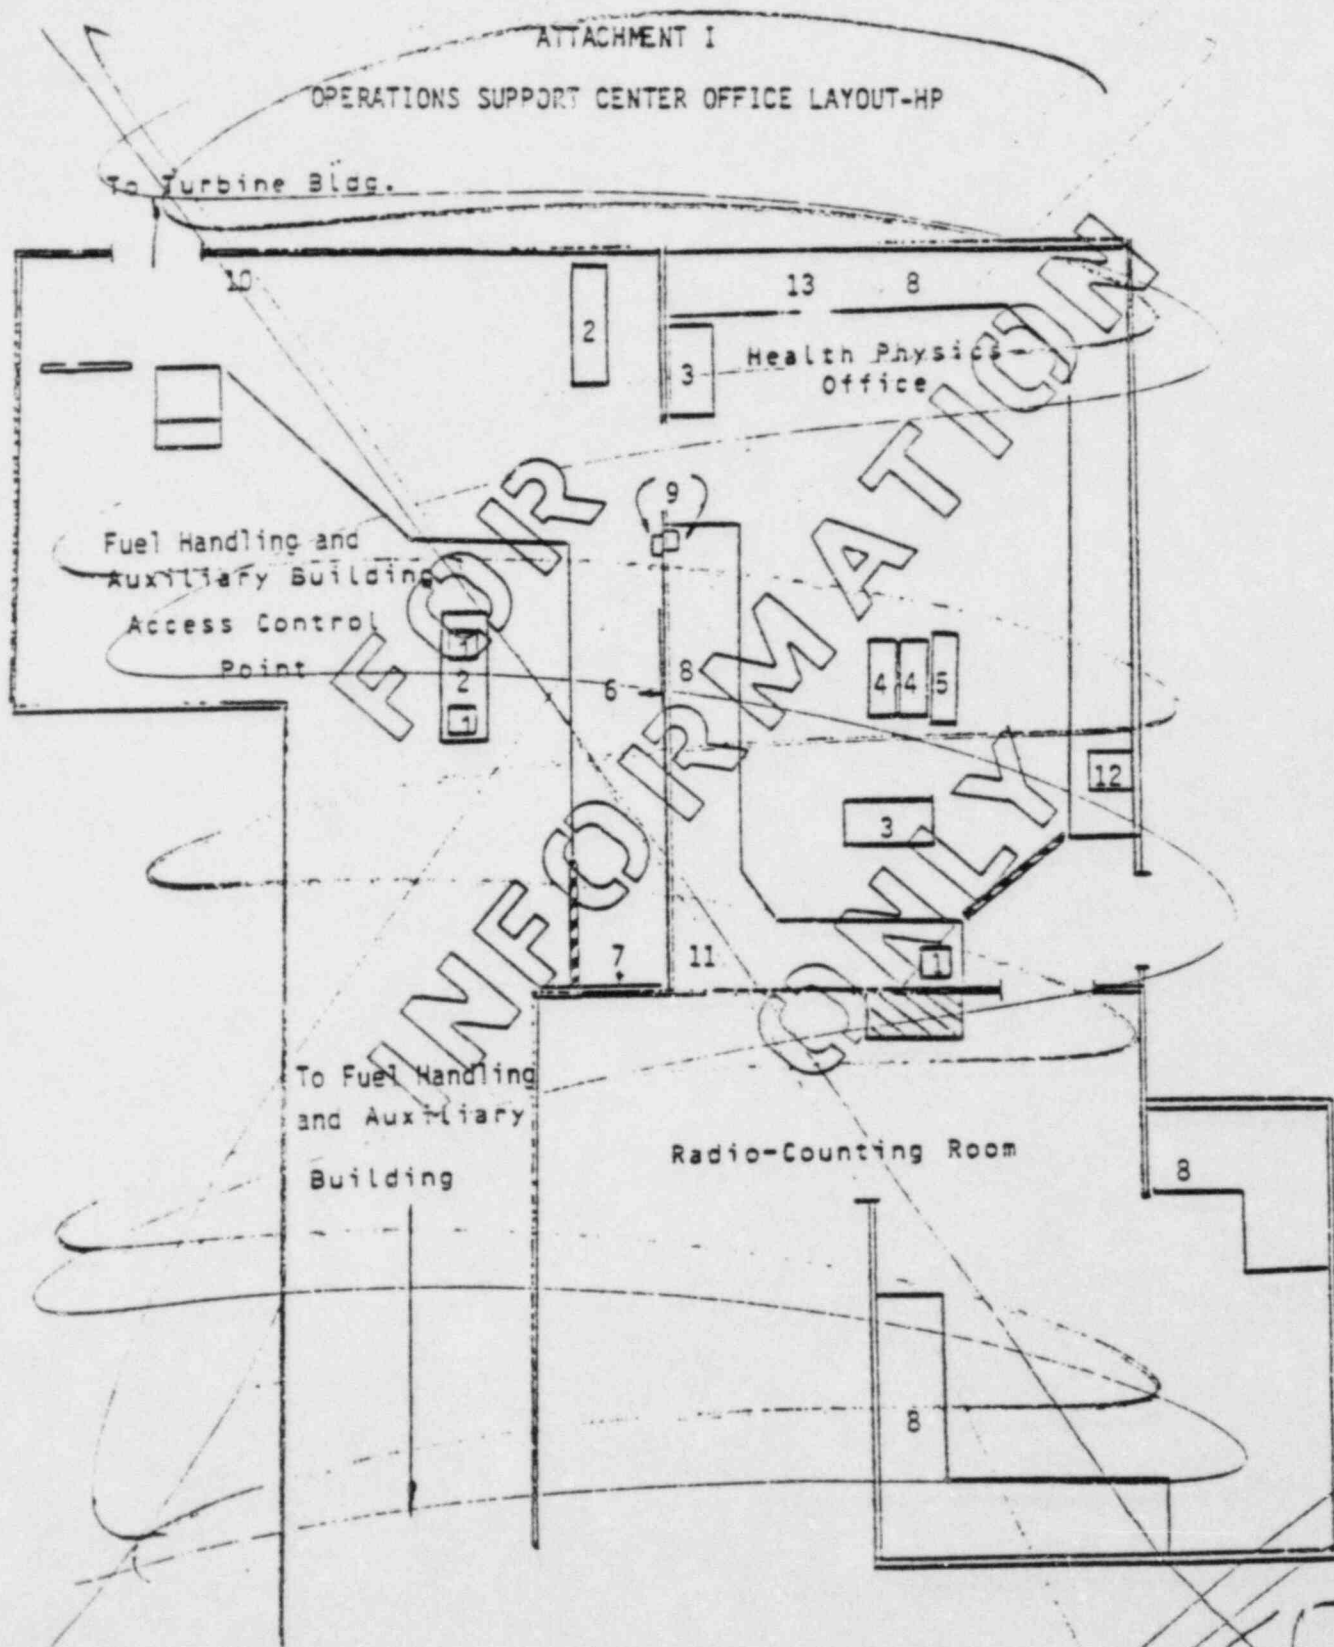 ATTACHMENT I
OPERATIONS SUPPORT CENTER OFFICE LAYOUT-HP
To Turbine Bldg.
10
2
13
8
3
Health Physics
Office
9
Fuel Handling and
Auxiliary Building
Access Control
Point
2
1
6
8
4
4
5
12
3
7
11
1
To Fuel Handling
and Auxiliary
Building
Radio-Counting Room
8
8
FOR
INFORMATION
ONLY